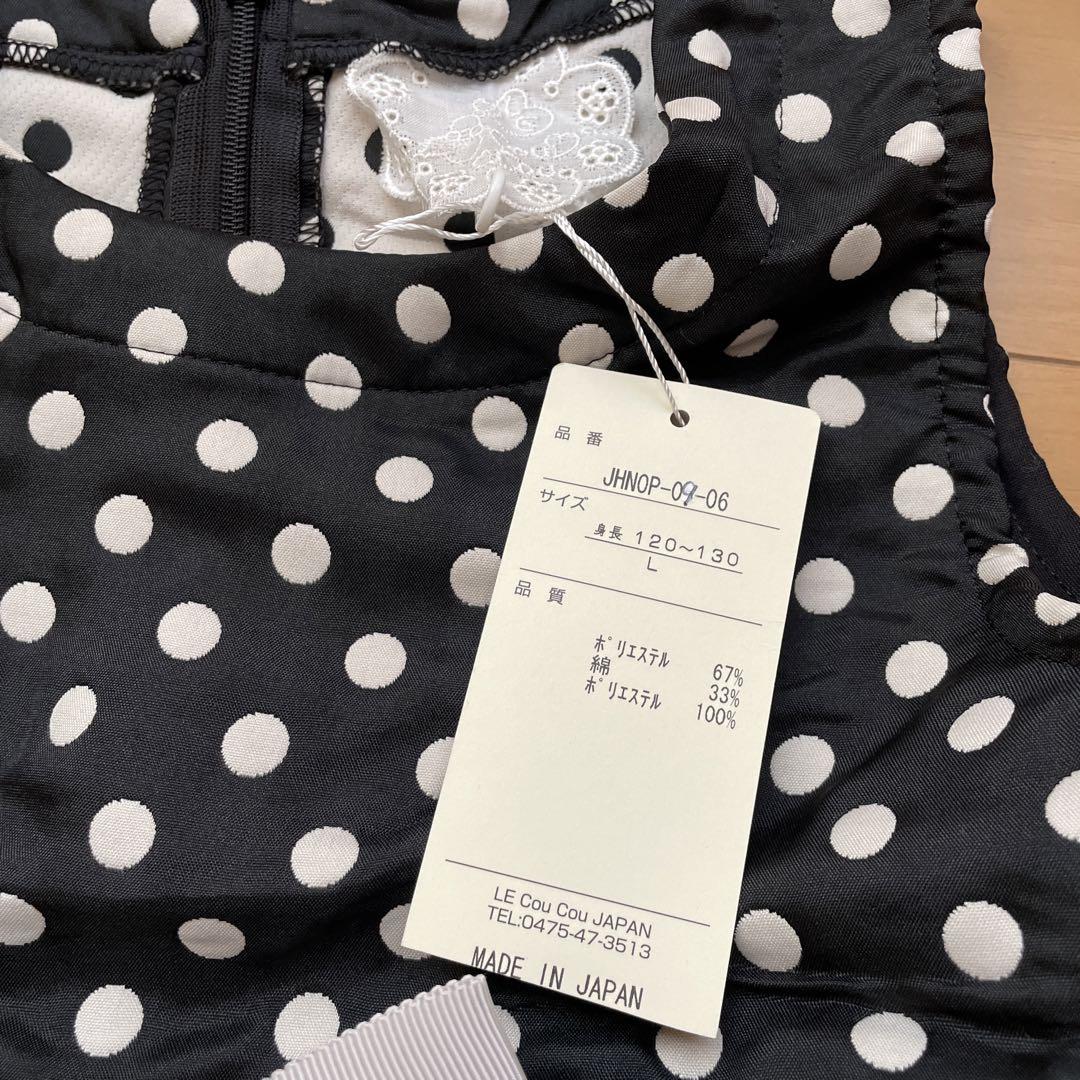 品 番
JHNOP-09-06
サイズ
身長 120～130
L
品 質
ﾎﾟﾘｴｽﾃﾙ 67%
綿 33%
ﾎﾟﾘｴｽﾃﾙ 100%
LE Cou Cou JAPAN
TEL:0475-47-3513
MADE IN JAPAN